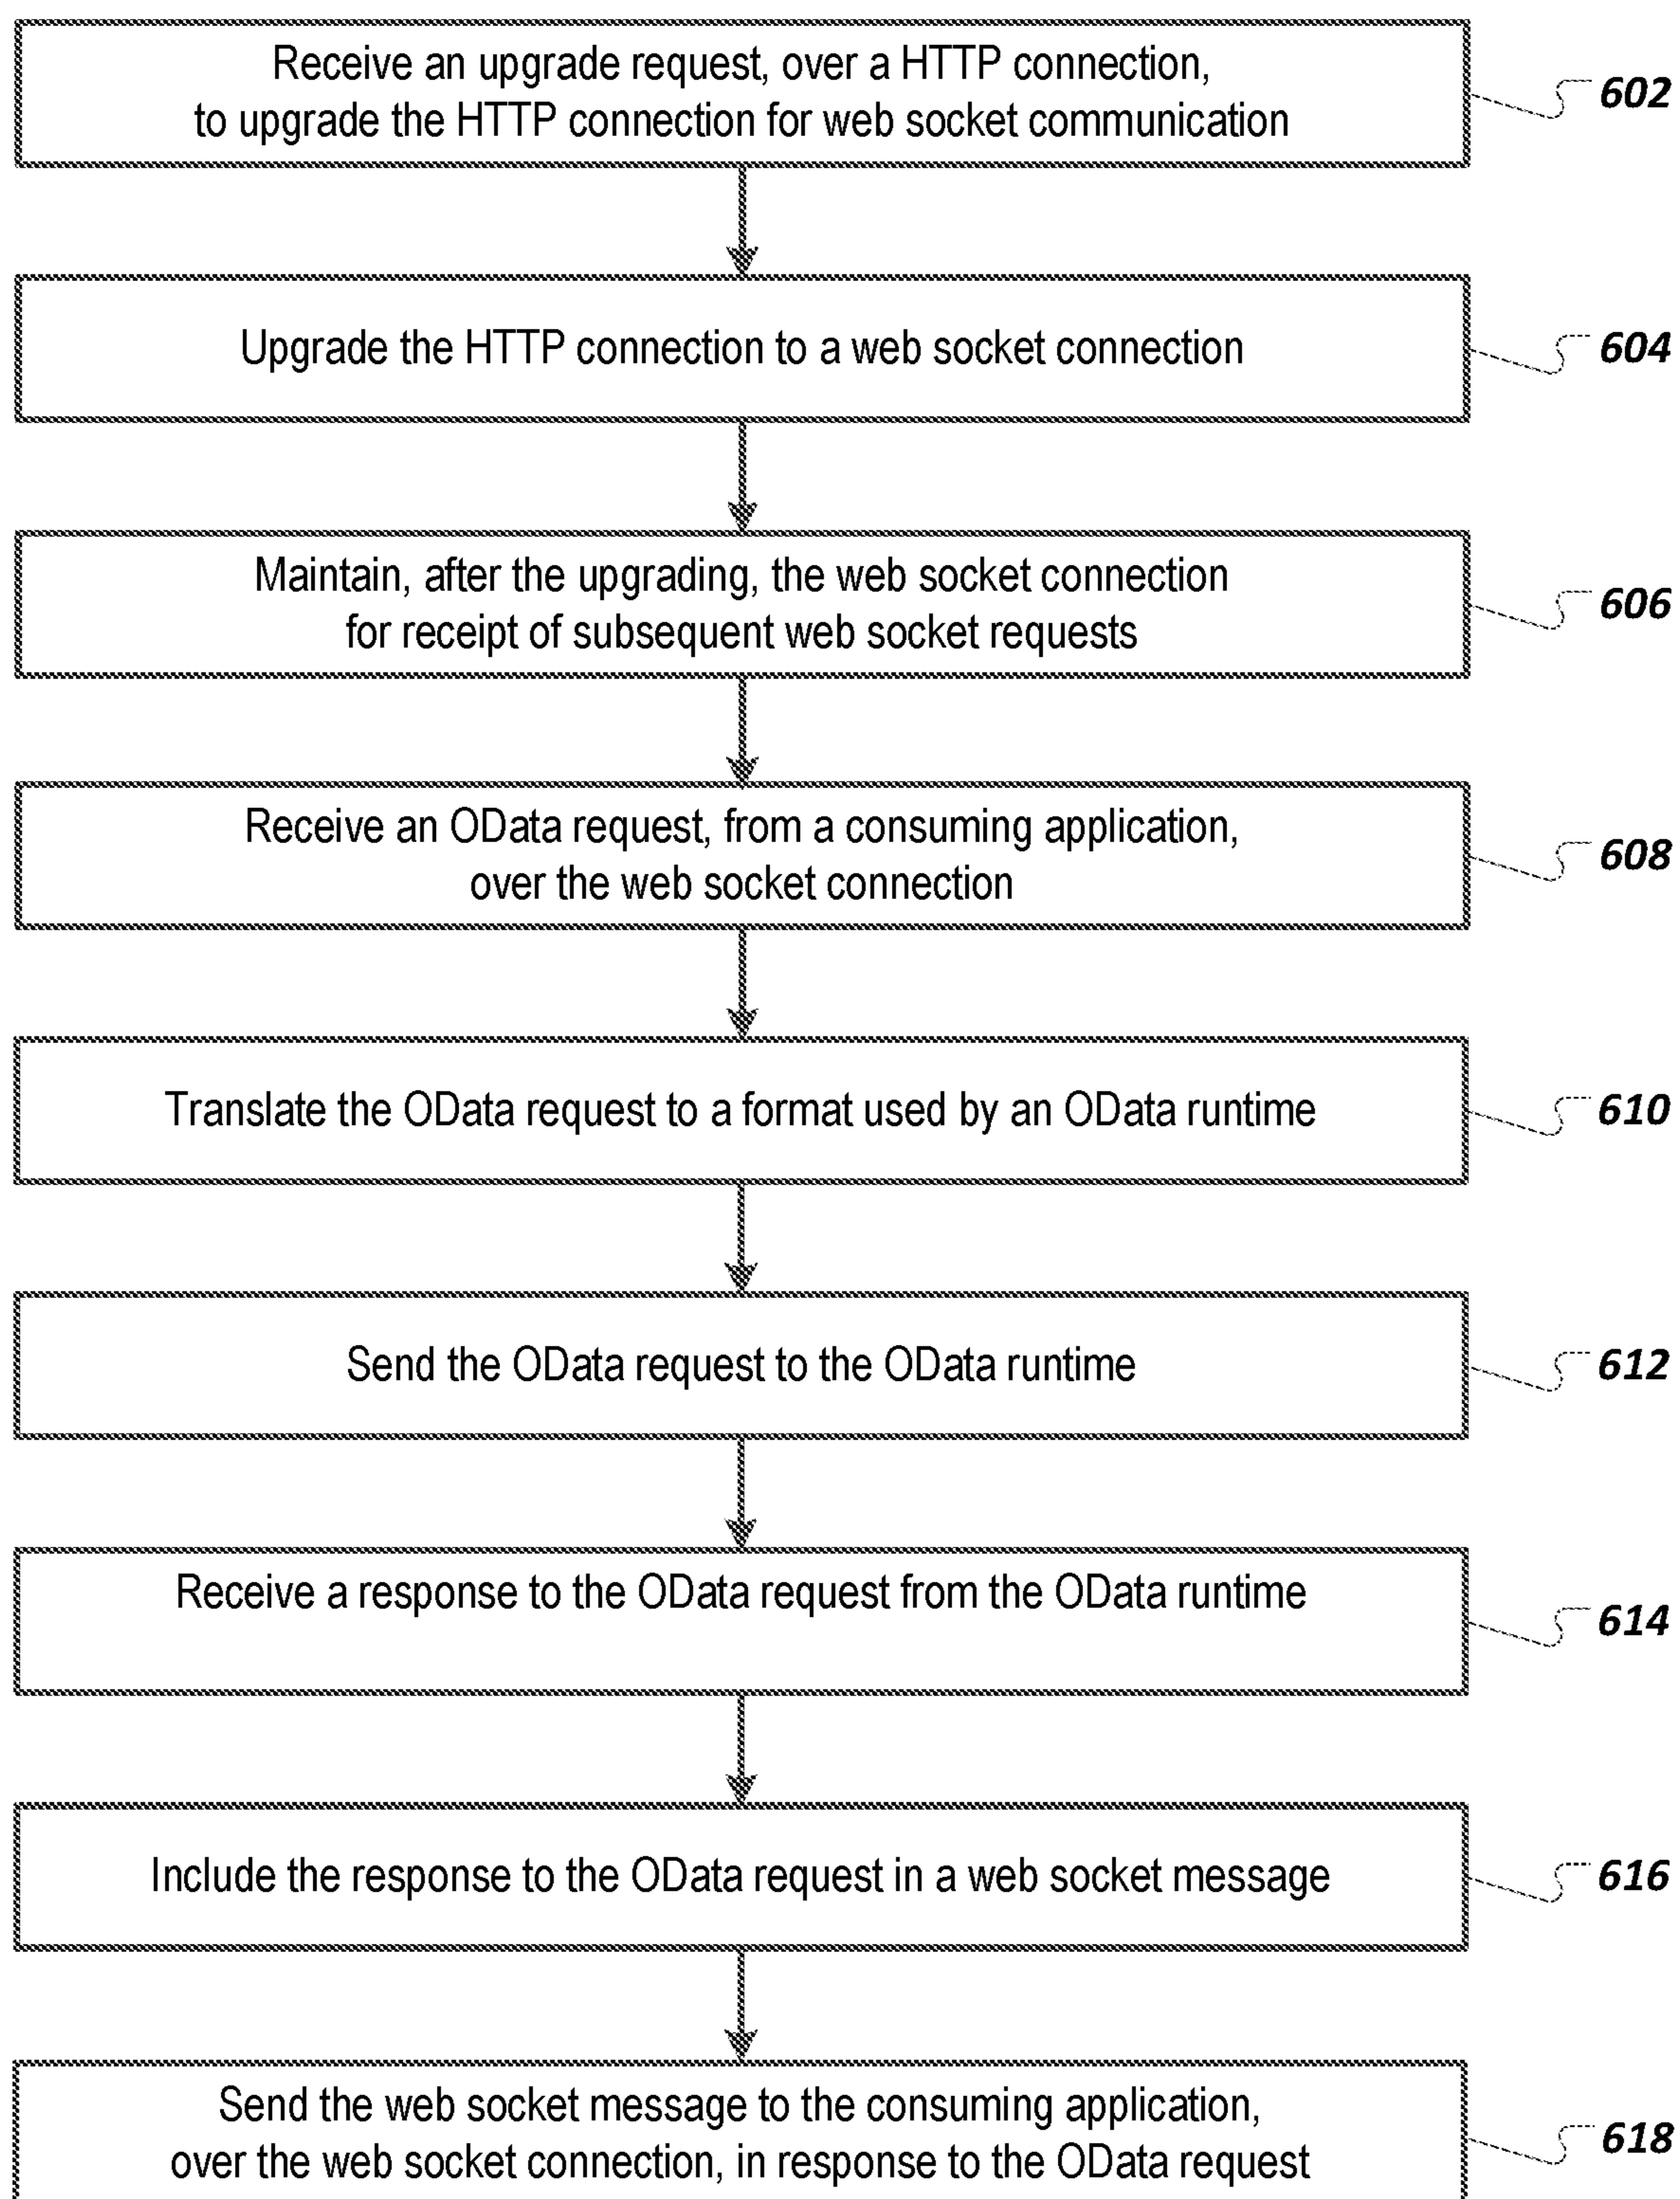 Receive an upgrade request, over a HTTP connection,
to upgrade the HTTP connection for web socket communication
602
Upgrade the HTTP connection to a web socket connection
604
Maintain, after the upgrading, the web socket connection
for receipt of subsequent web socket requests
606
Receive an OData request, from a consuming application,
over the web socket connection
608
Translate the OData request to a format used by an OData runtime
610
Send the OData request to the OData runtime
612
Receive a response to the OData request from the OData runtime
614
Include the response to the OData request in a web socket message
616
Send the web socket message to the consuming application,
over the web socket connection, in response to the OData request
618